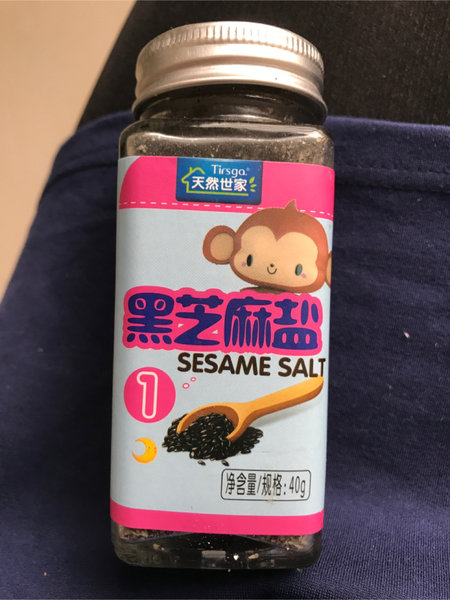 Tirsga®
天然世家
黑芝麻盐
SESAME SALT
1
净含量/规格: 40g